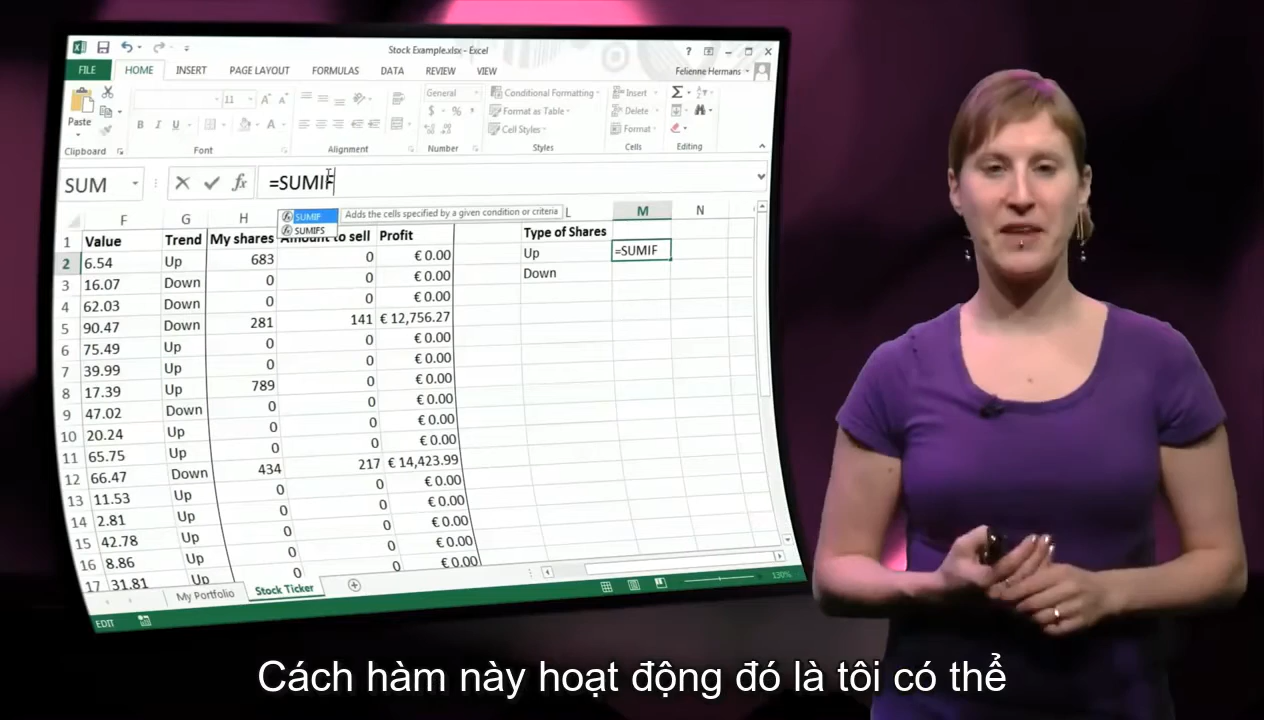 Stock Example.xlsx - Excel
FILE HOME INSERT PAGE LAYOUT FORMULAS DATA REVIEW VIEW Felienne Hermans
Paste
11
General
Conditional Formatting
Format as Table
Cell Styles
Insert
Delete
Format
Clipboard Font Alignment Number Styles Cells Editing
SUM =SUMIF
SUMIF Adds the cells specified by a given condition or criteria
SUMIFS
F G H L M N
1 Value Trend My shares Amount to sell Profit Type of Shares
2 6.54 Up 683 0 € 0.00 Up =SUMIF
3 16.07 Down 0 0 € 0.00 Down
4 62.03 Down 0 0 € 0.00
5 90.47 Down 281 141 € 12,756.27
6 75.49 Up 0 0 € 0.00
7 39.99 Up 0 0 € 0.00
8 17.39 Up 789 0 € 0.00
9 47.02 Down 0 0 € 0.00
10 20.24 Up 0 0 € 0.00
11 65.75 Up 0 0 € 0.00
12 66.47 Down 434 217 € 14,423.99
13 11.53 Up 0 0 € 0.00
14 2.81 Up 0 0 € 0.00
15 42.78 Up 0 0 € 0.00
16 8.86 Up 0 0 € 0.00
17 31.81 Up 0 0 € 0.00
My Portfolio Stock Ticker
EDIT 130%
Cách hàm này hoạt động đó là tôi có thể